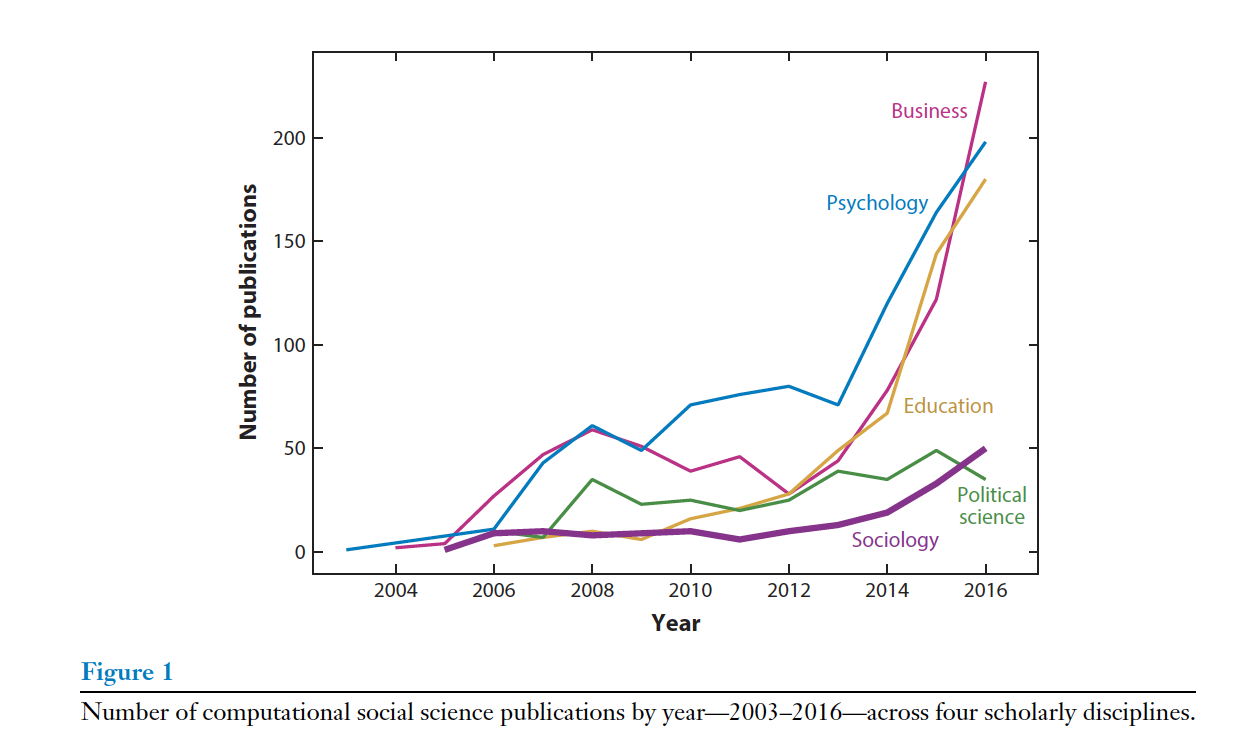 Business
200
Psychology
150
Number of publications
100
Education
50
Political
science
Sociology
0
2004 2006 2008 2010 2012 2014 2016
Year
Figure 1
Number of computational social science publications by year—2003–2016—across four scholarly disciplines.